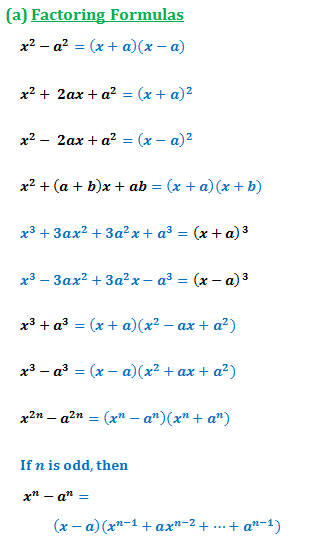 (a) Factoring Formulas
x² – a² = (x + a)(x – a)
x² + 2ax + a² = (x + a)²
x² – 2ax + a² = (x – a)²
x² + (a + b)x + ab = (x + a)(x + b)
x³ + 3ax² + 3a²x + a³ = (x + a)³
x³ – 3ax² + 3a²x – a³ = (x – a)³
x³ + a³ = (x + a)(x² – ax + a²)
x³ – a³ = (x – a)(x² + ax + a²)
x²ⁿ – a²ⁿ = (xⁿ – aⁿ)(xⁿ + aⁿ)
If n is odd, then
xⁿ – aⁿ =
(x – a)(xⁿ⁻¹ + axⁿ⁻² + ⋯ + aⁿ⁻¹)